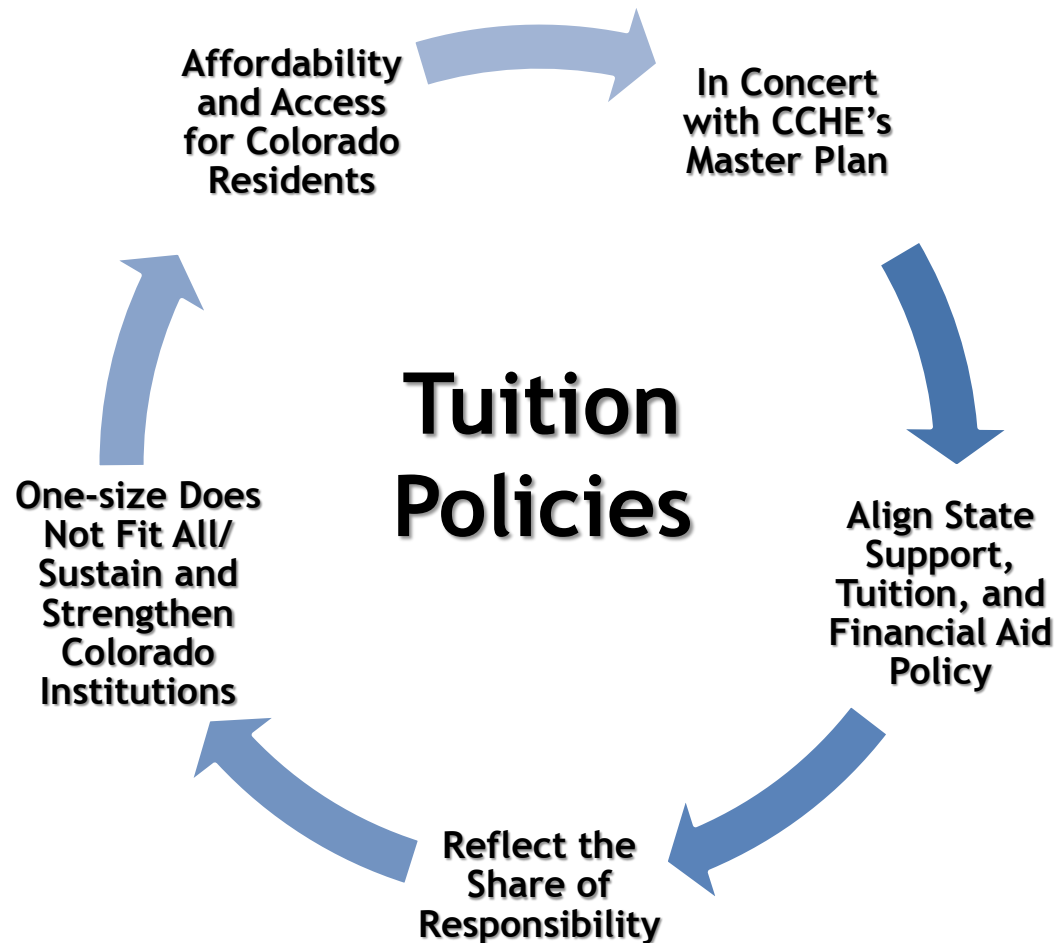 Affordability
and Access
for Colorado
Residents
In Concert
with CCHE’s
Master Plan
Tuition
Policies
Align State
Support,
Tuition, and
Financial Aid
Policy
Reflect the
Share of
Responsibility
One-size Does
Not Fit All/
Sustain and
Strengthen
Colorado
Institutions